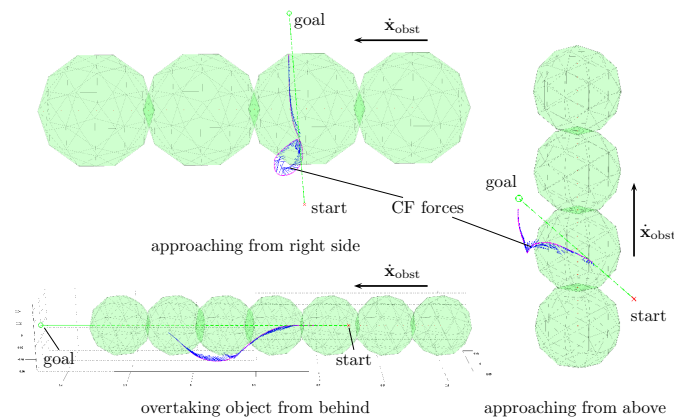 goal
ẋobst
start
CF forces
approaching from right side
goal
ẋobst
start
ẋobst
goal
start
overtaking object from behind
approaching from above